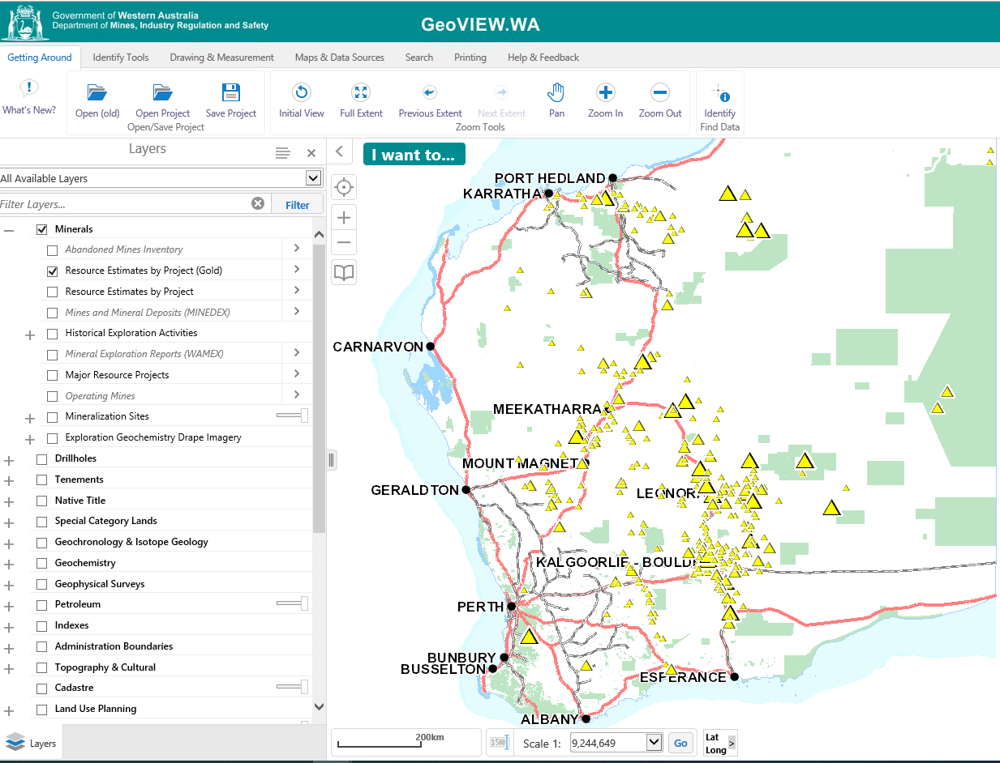 Government of Western Australia
Department of Mines, Industry Regulation and Safety
GeoVIEW.WA
Getting Around
Identify Tools
Drawing & Measurement
Maps & Data Sources
Search
Printing
Help & Feedback
What's New?
Open (old)
Open Project
Save Project
Open/Save Project
Initial View
Full Extent
Previous Extent
Next Extent
Pan
Zoom In
Zoom Out
Zoom Tools
Identify
Find Data
Layers
All Available Layers
Filter Layers...
Filter
Minerals
Abandoned Mines Inventory
Resource Estimates by Project (Gold)
Resource Estimates by Project
Mines and Mineral Deposits (MINEDEX)
Historical Exploration Activities
Mineral Exploration Reports (WAMEX)
Major Resource Projects
Operating Mines
Mineralization Sites
Exploration Geochemistry Drape Imagery
Drillholes
Tenements
Native Title
Special Category Lands
Geochronology & Isotope Geology
Geochemistry
Geophysical Surveys
Petroleum
Indexes
Administration Boundaries
Topography & Cultural
Cadastre
Land Use Planning
Layers
I want to...
PORT HEDLAND
KARRATHA
CARNARVON
MEEKATHARRA
MOUNT MAGNET
GERALDTON
LEONOR
KALGOORLIE - BOULD
PERTH
BUNBURY
BUSSELTON
ESPERANCE
ALBANY
200km
1500
Scale 1:
9,244,649
Go
Lat
Long
>